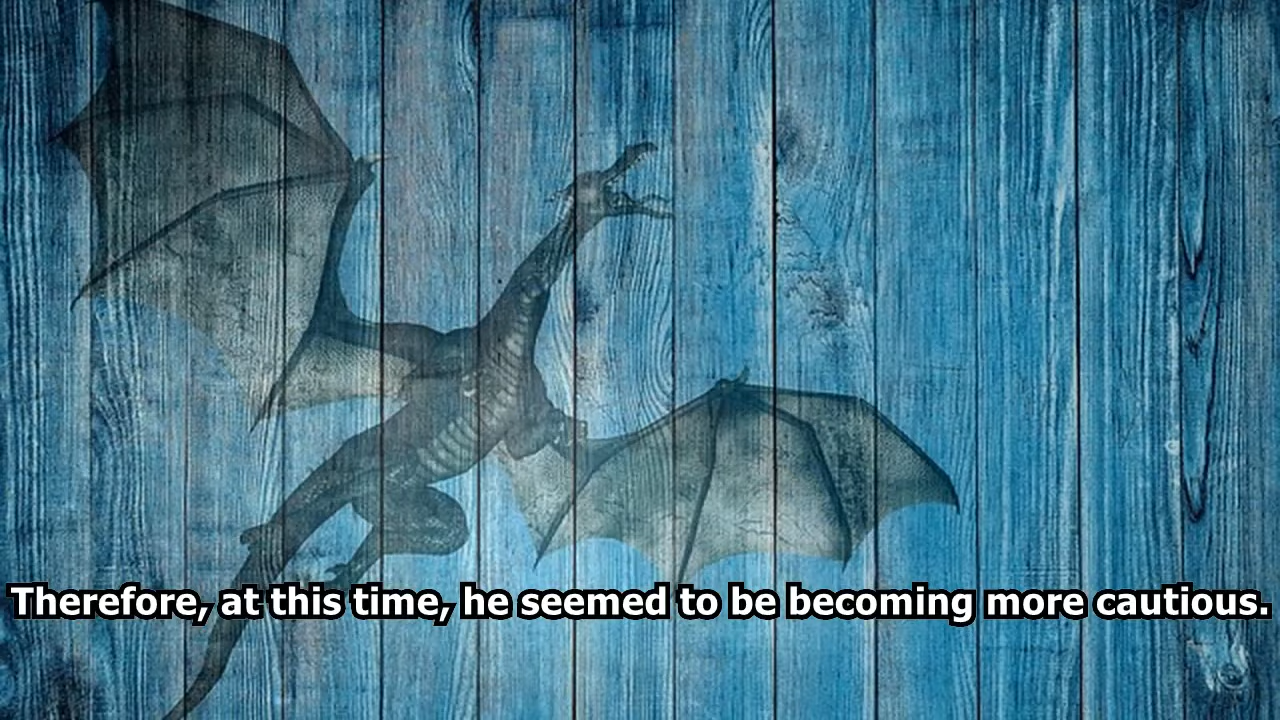 Therefore, at this time, he seemed to be becoming more cautious.